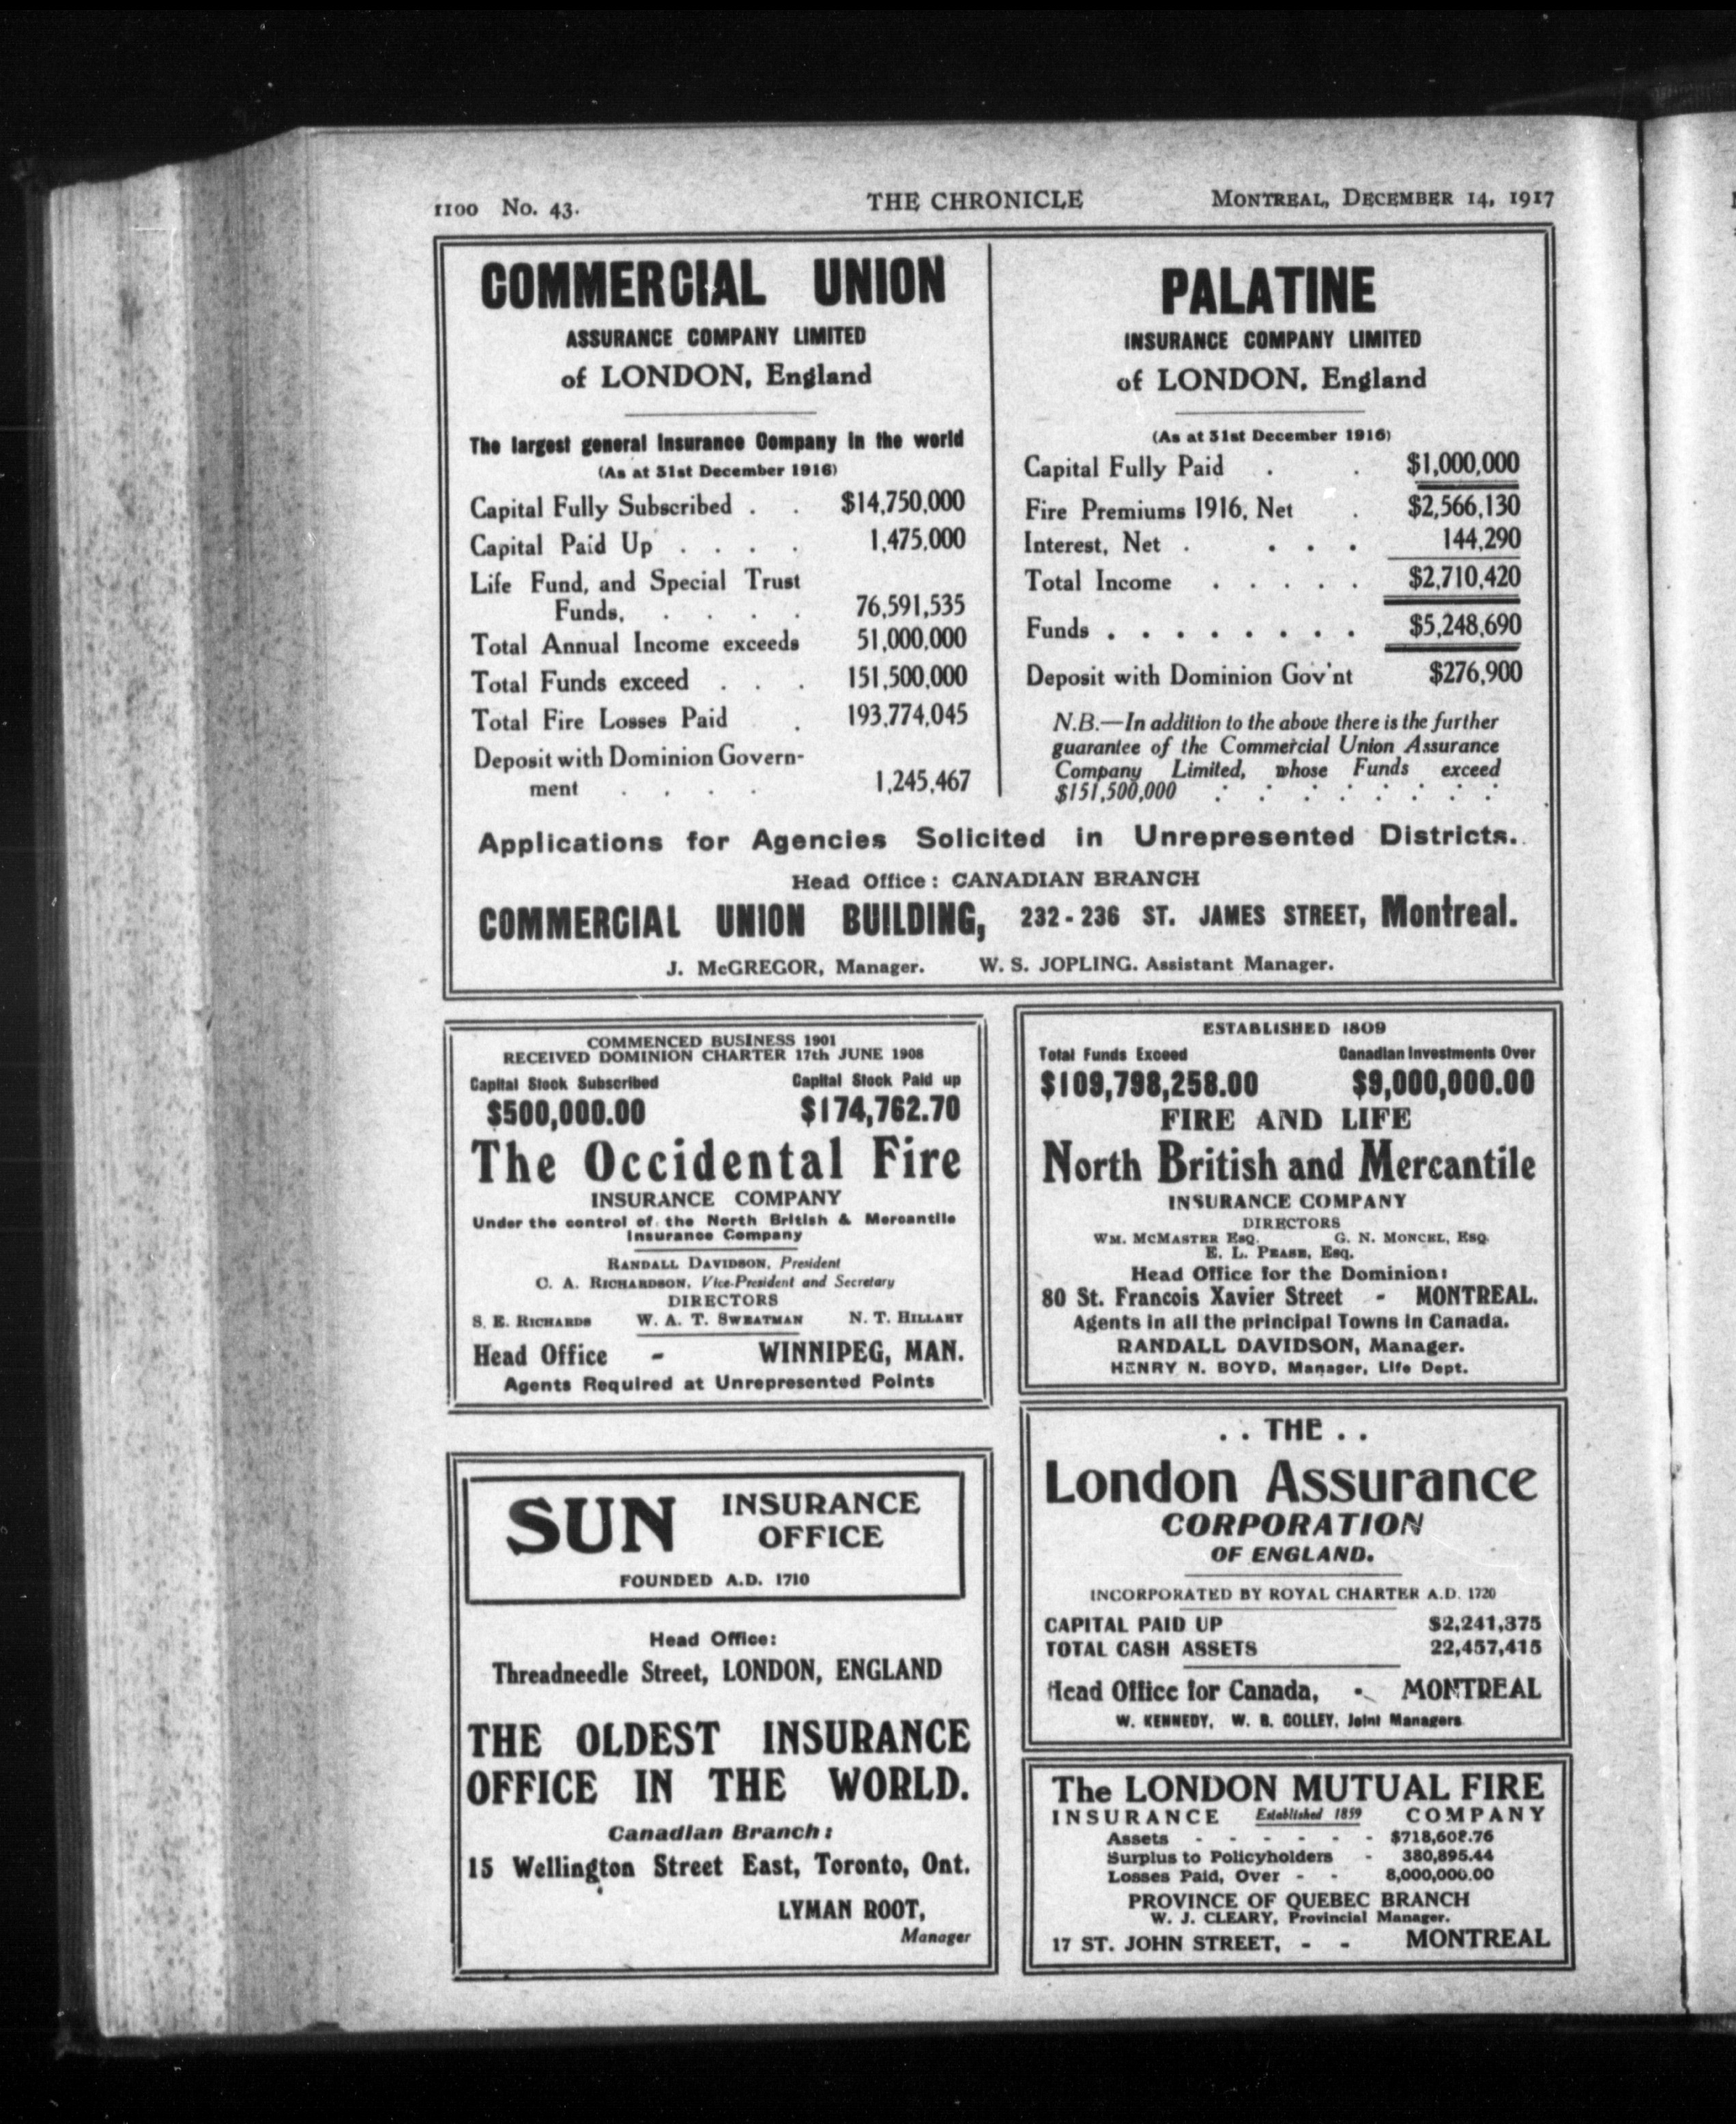 1100 No. 43.
THE CHRONICLE
MONTREAL, DECEMBER 14, 1917
COMMERCIAL UNION
ASSURANCE COMPANY LIMITED
of LONDON, England
The largest general Insurance Company in the world
(As at 31st December 1916)
Capital Fully Subscribed . . $14,750,000
Capital Paid Up . . . . 1,475,000
Life Fund, and Special Trust
Funds, . . . . 76,591,535
Total Annual Income exceeds 51,000,000
Total Funds exceed . . . 151,500,000
Total Fire Losses Paid . 193,774,045
Deposit with Dominion Govern-
ment . . . . 1,245,467
PALATINE
INSURANCE COMPANY LIMITED
of LONDON, England
(As at 31st December 1916)
Capital Fully Paid . . $1,000,000
Fire Premiums 1916, Net . $2,566,130
Interest, Net . . . . 144,290
Total Income . . . . . $2,710,420
Funds . . . . . . . . $5,248,690
Deposit with Dominion Gov'nt $276,900
N.B.—In addition to the above there is the further
guarantee of the Commercial Union Assurance
Company Limited, whose Funds exceed
$151,500,000 : . : . : . : . .
Applications for Agencies Solicited in Unrepresented Districts.
Head Office: CANADIAN BRANCH
COMMERCIAL UNION BUILDING, 232-236 ST. JAMES STREET, Montreal.
J. McGREGOR, Manager. W. S. JOPLING, Assistant Manager.
COMMENCED BUSINESS 1901
RECEIVED DOMINION CHARTER 17th JUNE 1908
Capital Stock Subscribed Capital Stock Paid up
$500,000.00 $174,762.70
The Occidental Fire
INSURANCE COMPANY
Under the control of the North British & Mercantile
Insurance Company
RANDALL DAVIDSON, President
C. A. RICHARDSON, Vice-President and Secretary
DIRECTORS
S. E. RICHARDS W. A. T. SWEATMAN N. T. HILLARY
Head Office - WINNIPEG, MAN.
Agents Required at Unrepresented Points
ESTABLISHED 1809
Total Funds Exceed Canadian Investments Over
$109,798,258.00 $9,000,000.00
FIRE AND LIFE
North British and Mercantile
INSURANCE COMPANY
DIRECTORS
WM. MCMASTER ESQ. G. N. MONCEL, ESQ.
E. L. PEASE, Esq.
Head Office for the Dominion:
80 St. Francois Xavier Street - MONTREAL.
Agents in all the principal Towns in Canada.
RANDALL DAVIDSON, Manager.
HENRY N. BOYD, Manager, Life Dept.
SUN INSURANCE
OFFICE
FOUNDED A.D. 1710
Head Office:
Threadneedle Street, LONDON, ENGLAND
THE OLDEST INSURANCE
OFFICE IN THE WORLD.
Canadian Branch:
15 Wellington Street East, Toronto, Ont.
LYMAN ROOT,
Manager
. . THE . .
London Assurance
CORPORATION
OF ENGLAND.
INCORPORATED BY ROYAL CHARTER A.D. 1720
CAPITAL PAID UP $2,241,375
TOTAL CASH ASSETS 22,457,415
Head Office for Canada, - MONTREAL
W. KENNEDY, W. B. COLLEY, Joint Managers
The LONDON MUTUAL FIRE
INSURANCE Established 1859 COMPANY
Assets - - - - - - $718,608.76
Surplus to Policyholders - 380,895.44
Losses Paid, Over - - 8,000,000.00
PROVINCE OF QUEBEC BRANCH
W. J. CLEARY, Provincial Manager.
17 ST. JOHN STREET, - - MONTREAL